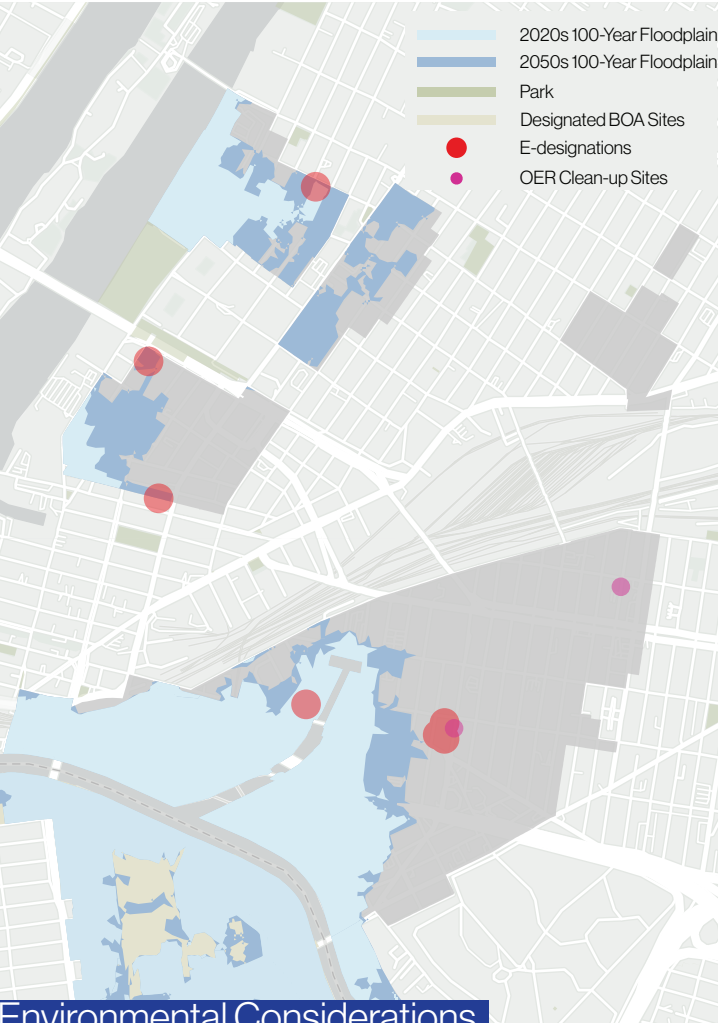 2020s 100-Year Floodplain
2050s 100-Year Floodplain
Park
Designated BOA Sites
E-designations
OER Clean-up Sites
Environmental Considerations